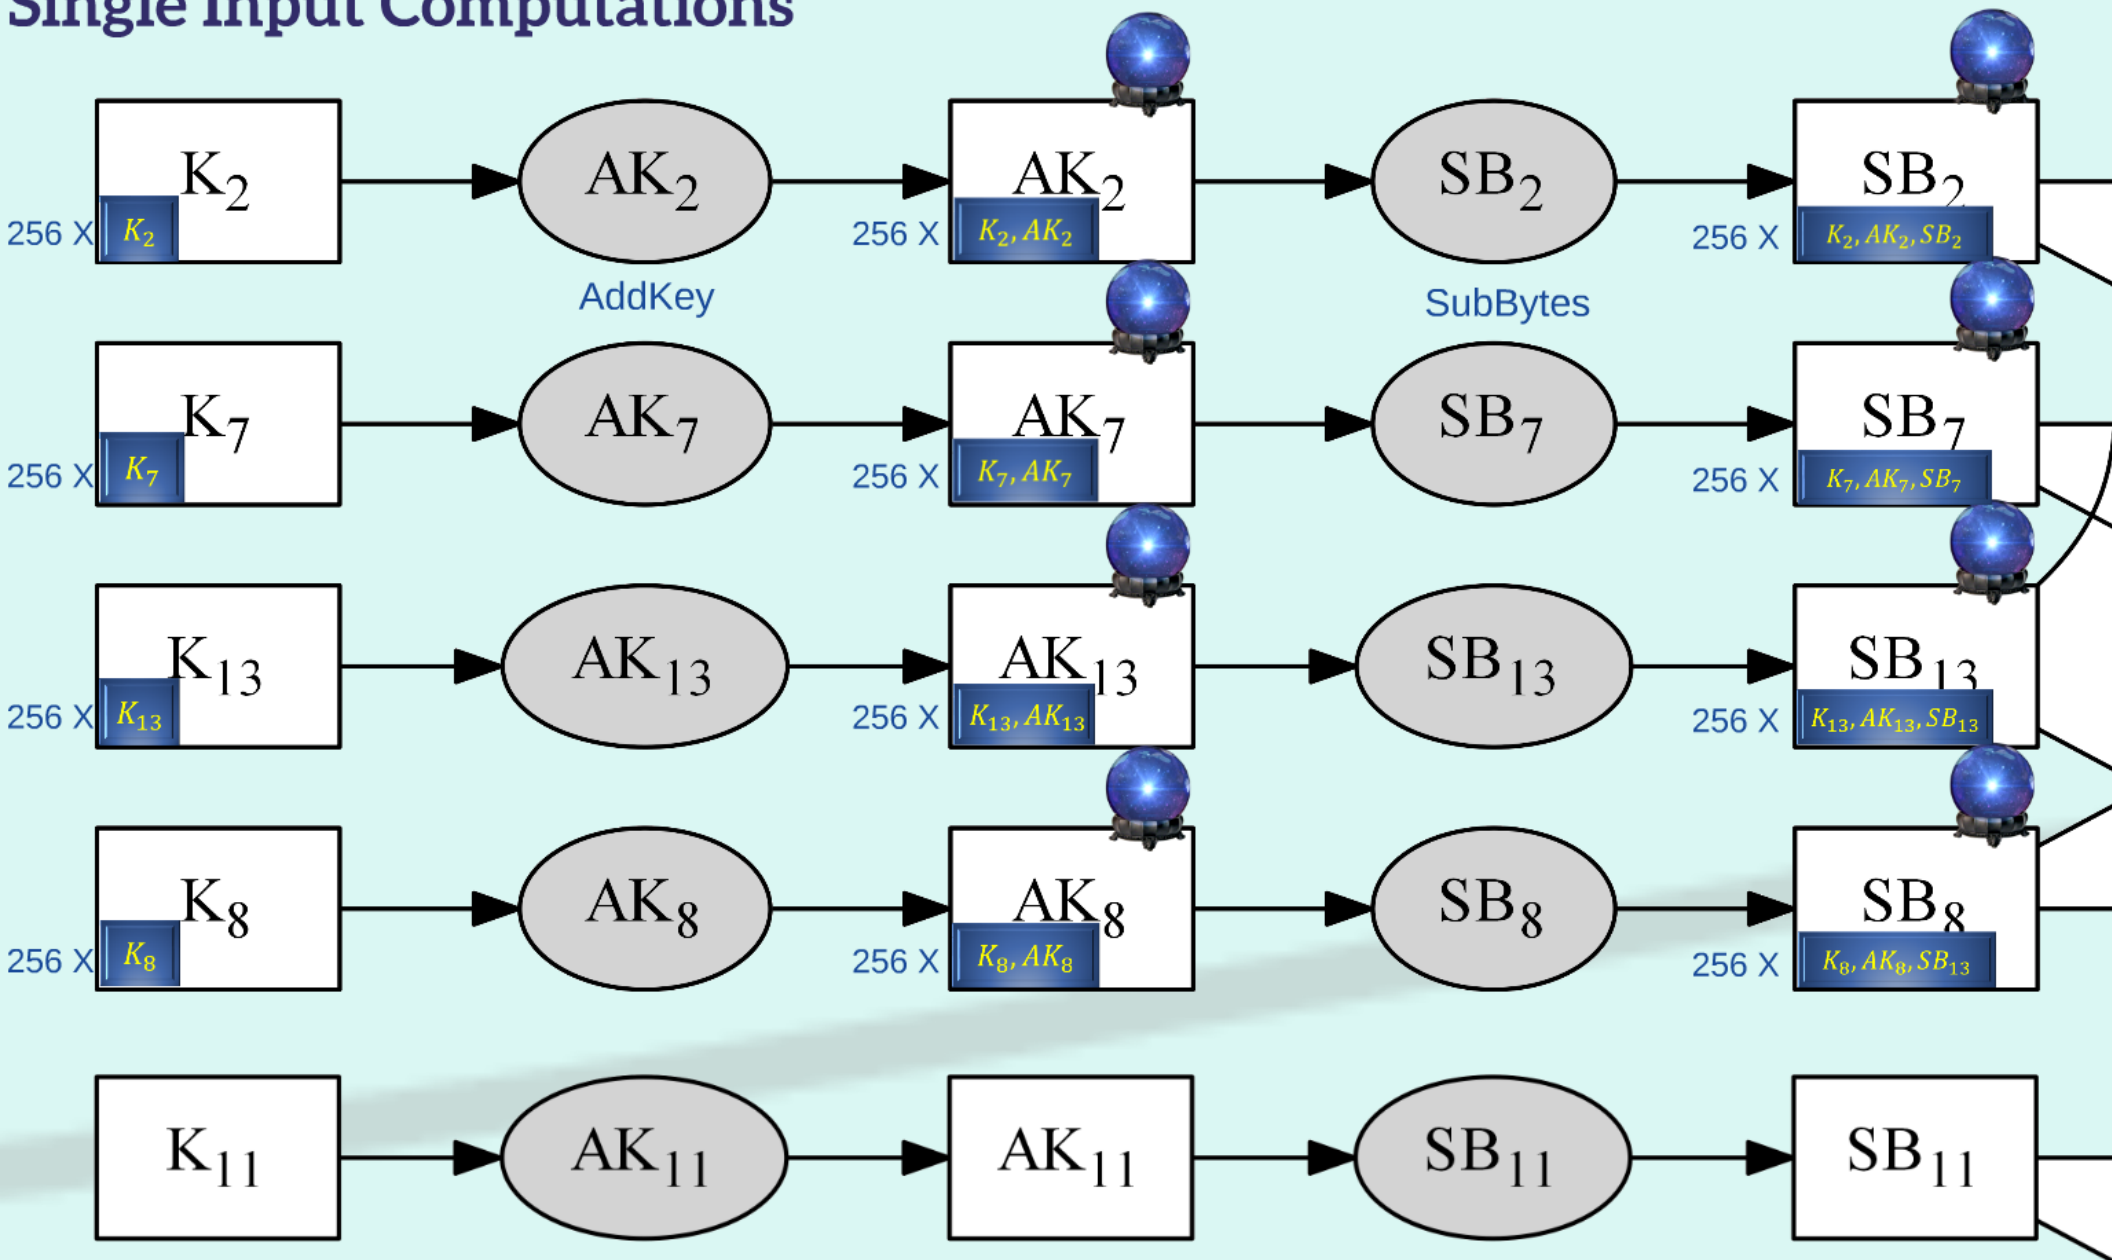 Single Input Computations
K2 AK2 AK2 SB2 SB2
256 X K2 256 X K2, AK2 256 X K2, AK2, SB2
AddKey SubBytes
K7 AK7 AK7 SB7 SB7
256 X K7 256 X K7, AK7 256 X K7, AK7, SB7
K13 AK13 AK13 SB13 SB13
256 X K13 256 X K13, AK13 256 X K13, AK13, SB13
K8 AK8 AK8 SB8 SB8
256 X K8 256 X K8, AK8 256 X K8, AK8, SB13
K11 AK11 AK11 SB11 SB11